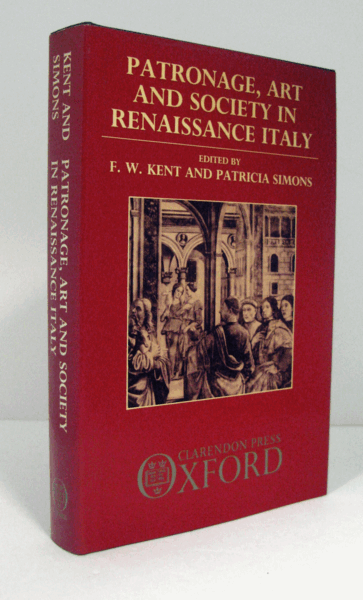 PATRONAGE, ART
AND SOCIETY IN
RENAISSANCE ITALY
EDITED BY
F. W. KENT AND PATRICIA SIMONS
CLARENDON PRESS
OXFORD
KENT AND
SIMONS
PATRONAGE, ART AND SOCIETY
IN RENAISSANCE ITALY